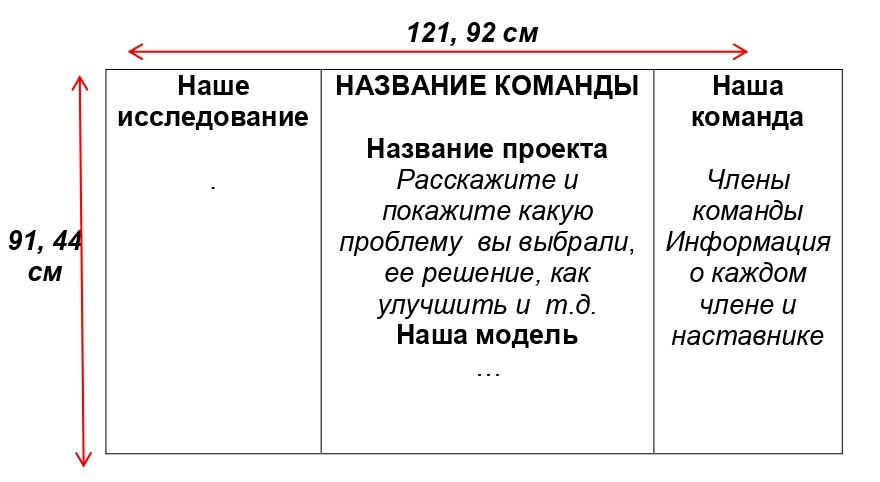 121, 92 см
91, 44
см
Наше
исследование
.
НАЗВАНИЕ КОМАНДЫ
Название проекта
Расскажите и
покажите какую
проблему вы выбрали,
ее решение, как
улучшить и т.д.
Наша модель
…
Наша
команда
Члены
команды
Информация
о каждом
члене и
наставнике